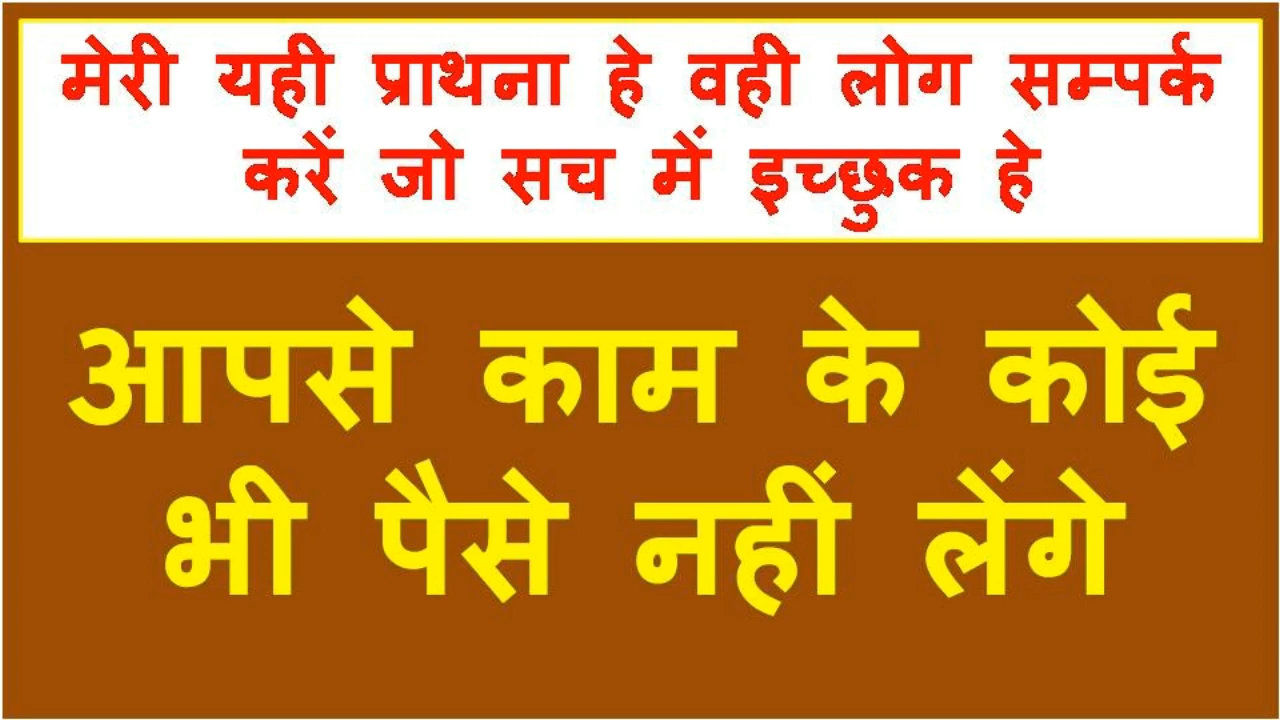 मेरी यही प्राथना हे वही लोग सम्पर्क
करें जो सच में इच्छुक हे
आपसे काम के कोई
भी पैसे नहीं लेंगे